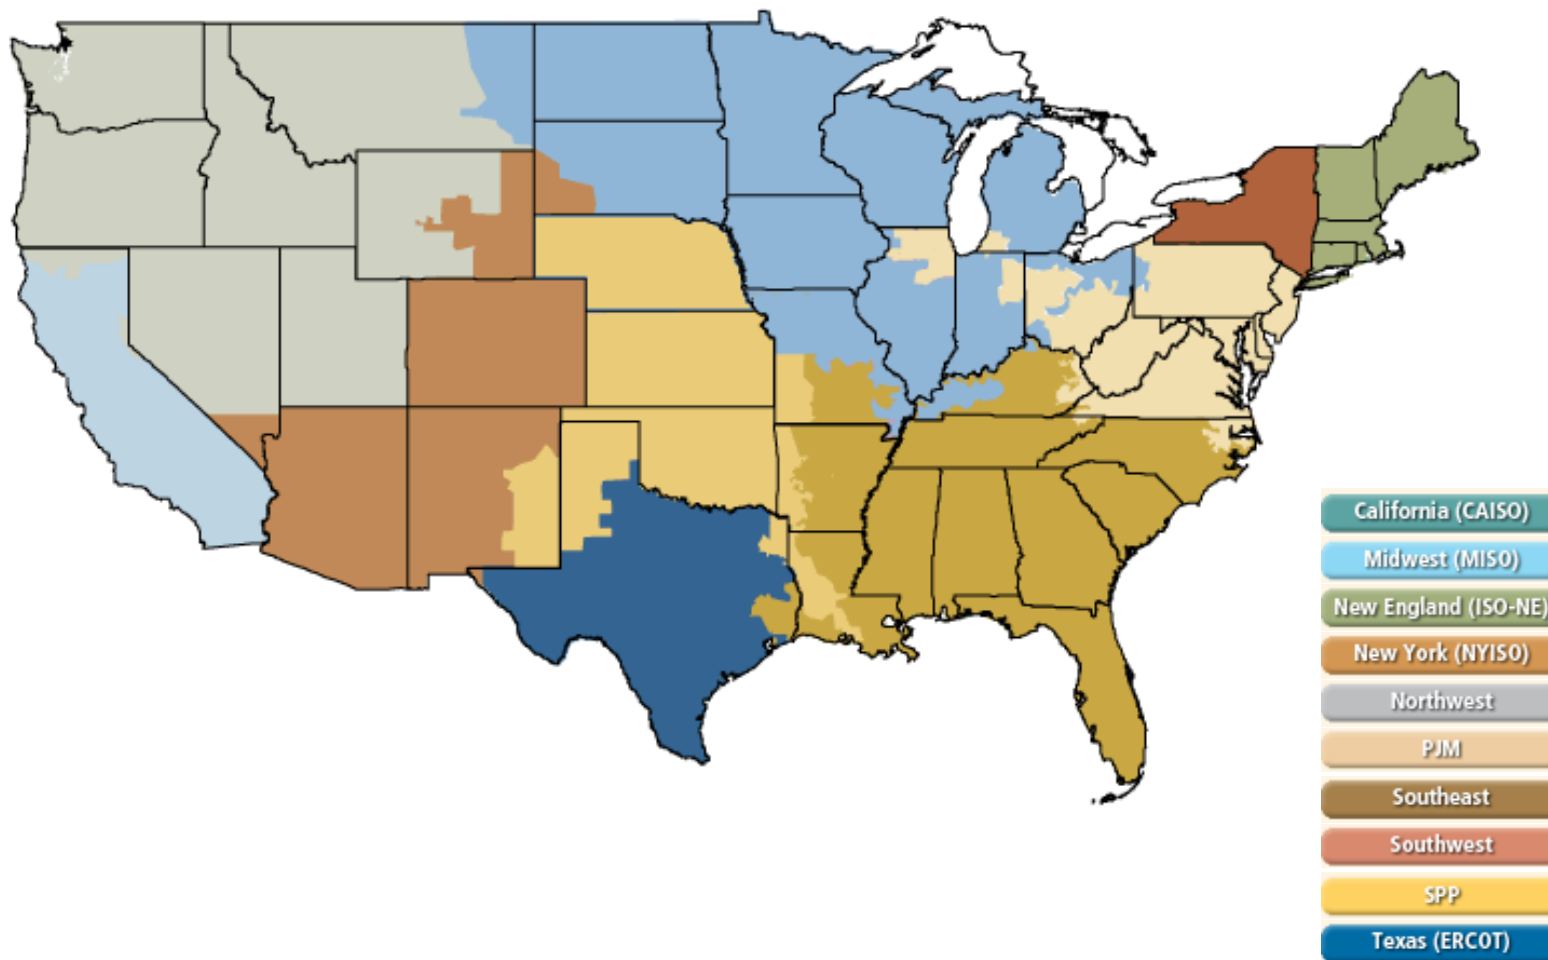 California (CAISO)
Midwest (MISO)
New England (ISO-NE)
New York (NYISO)
Northwest
PJM
Southeast
Southwest
SPP
Texas (ERCOT)